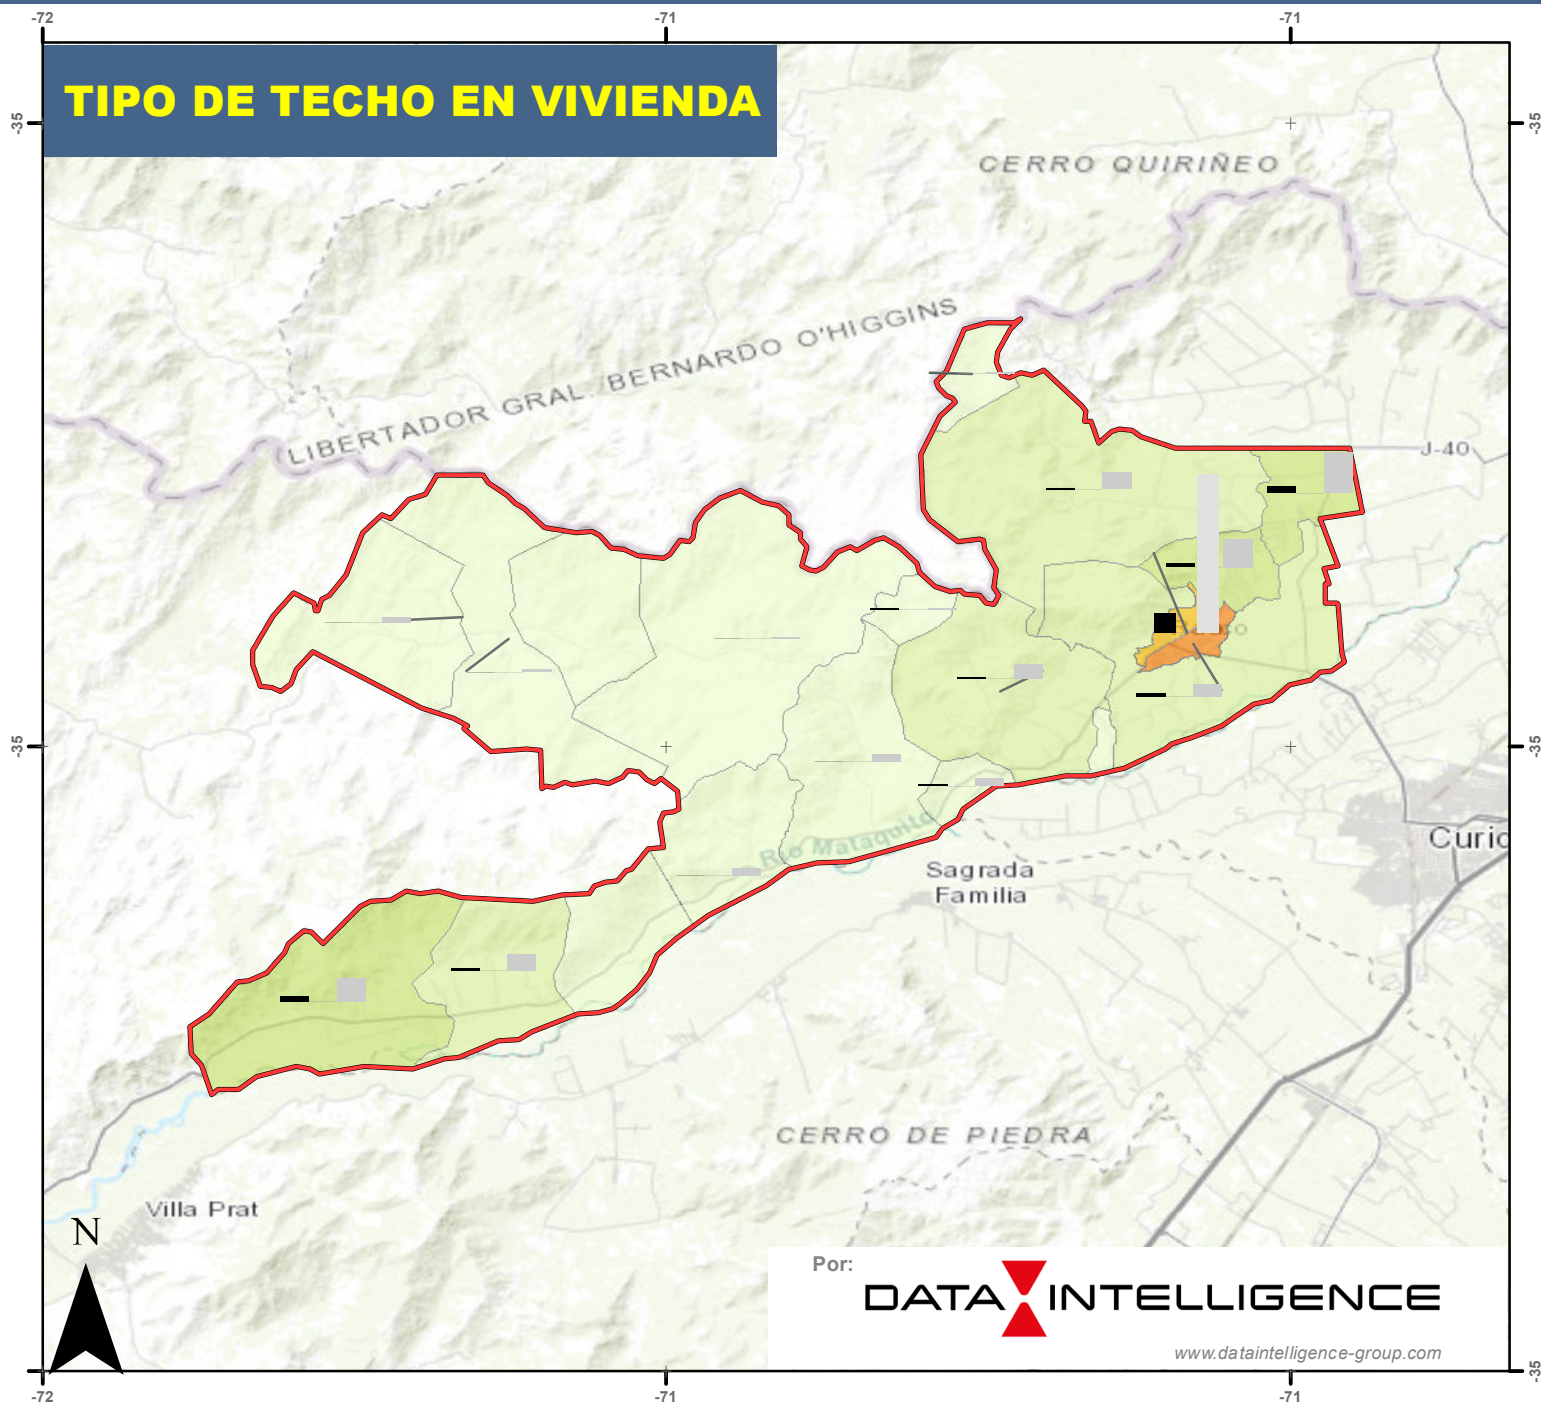 -72
-71
-71
TIPO DE TECHO EN VIVIENDA
-35
-35
CERRO QUIRIÑEO
LIBERTADOR GRAL. BERNARDO O'HIGGINS
J-40
-35
-35
Río Mataquito
Curic
Sagrada
Familia
CERRO DE PIEDRA
Villa Prat
N
Por:
DATA INTELLIGENCE
www.dataintelligence-group.com
-35
-72
-71
-71